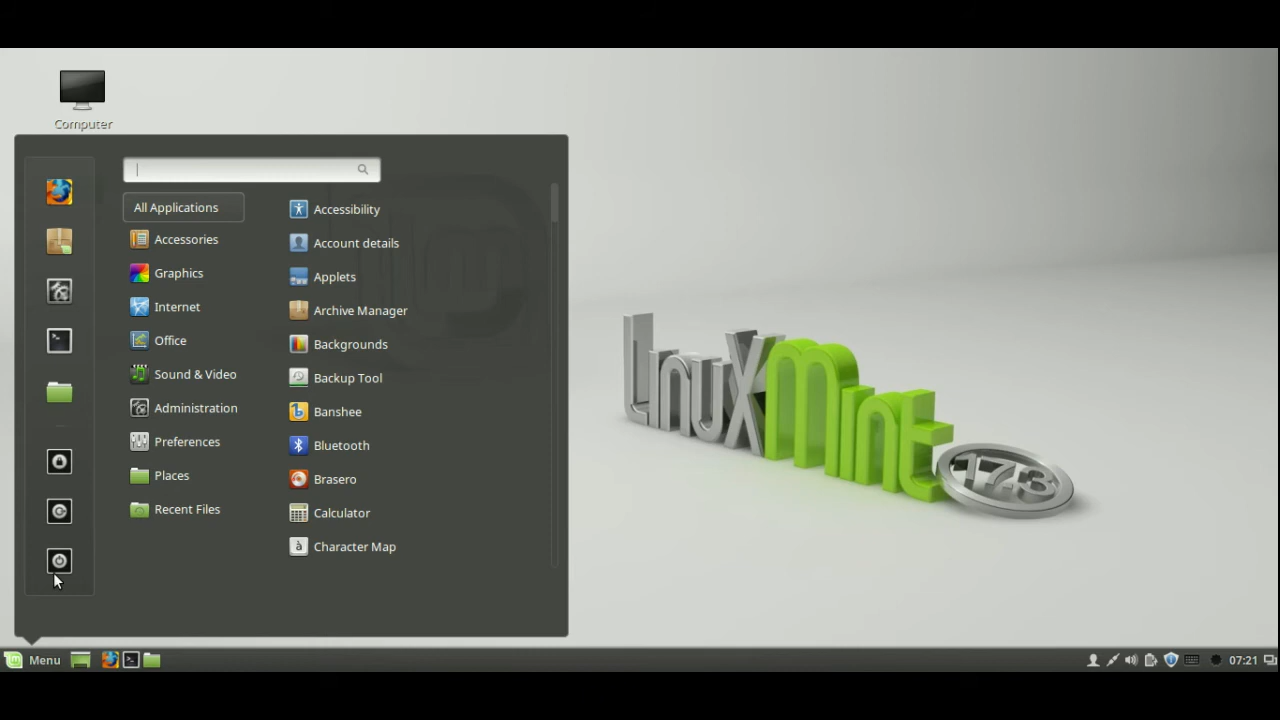 Computer
All Applications
Accessories
Graphics
Internet
Office
Sound & Video
Administration
Preferences
Places
Recent Files
Accessibility
Account details
Applets
Archive Manager
Backgrounds
Backup Tool
Banshee
Bluetooth
Brasero
Calculator
Character Map
LinuxMint
17.3
Menu
07:21